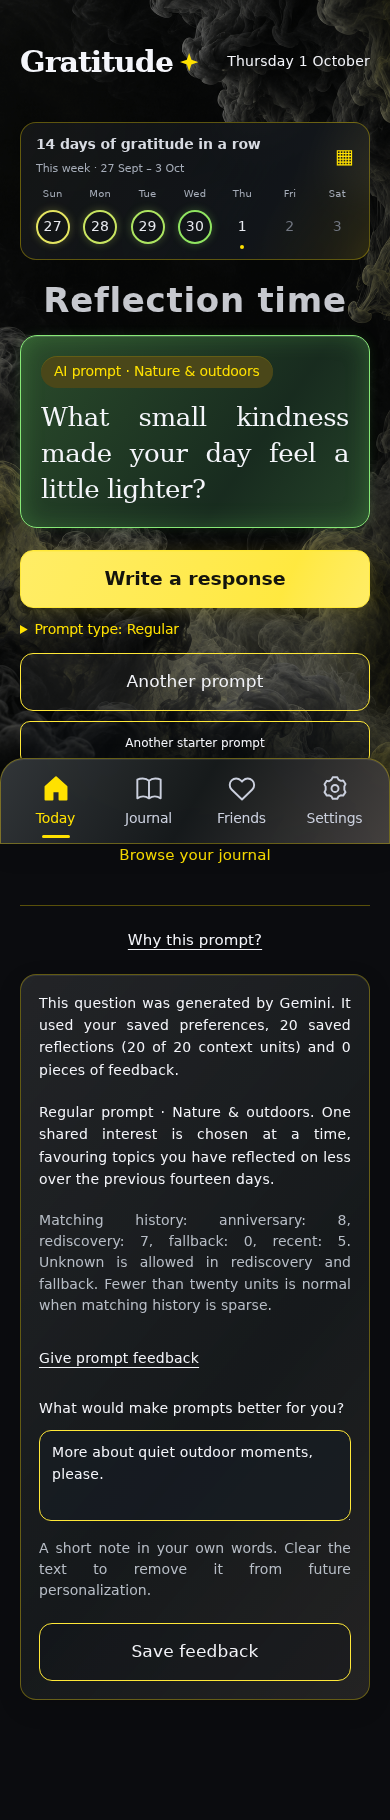 Gratitude
Thursday 1 October
14 days of gratitude in a row
This week · 27 Sept – 3 Oct
Sun Mon Tue Wed Thu Fri Sat
27 28 29 30 1 2 3
Reflection time
AI prompt · Nature & outdoors
What small kindness
made your day feel a
little lighter?
Write a response
Prompt type: Regular
Another prompt
Another starter prompt
Today Journal Friends Settings
Browse your journal
Why this prompt?
This question was generated by Gemini. It
used your saved preferences, 20 saved
reflections (20 of 20 context units) and 0
pieces of feedback.
Regular prompt · Nature & outdoors. One
shared interest is chosen at a time,
favouring topics you have reflected on less
over the previous fourteen days.
Matching history: anniversary: 8,
rediscovery: 7, fallback: 0, recent: 5.
Unknown is allowed in rediscovery and
fallback. Fewer than twenty units is normal
when matching history is sparse.
Give prompt feedback
What would make prompts better for you?
More about quiet outdoor moments,
please.
A short note in your own words. Clear the
text to remove it from future
personalization.
Save feedback